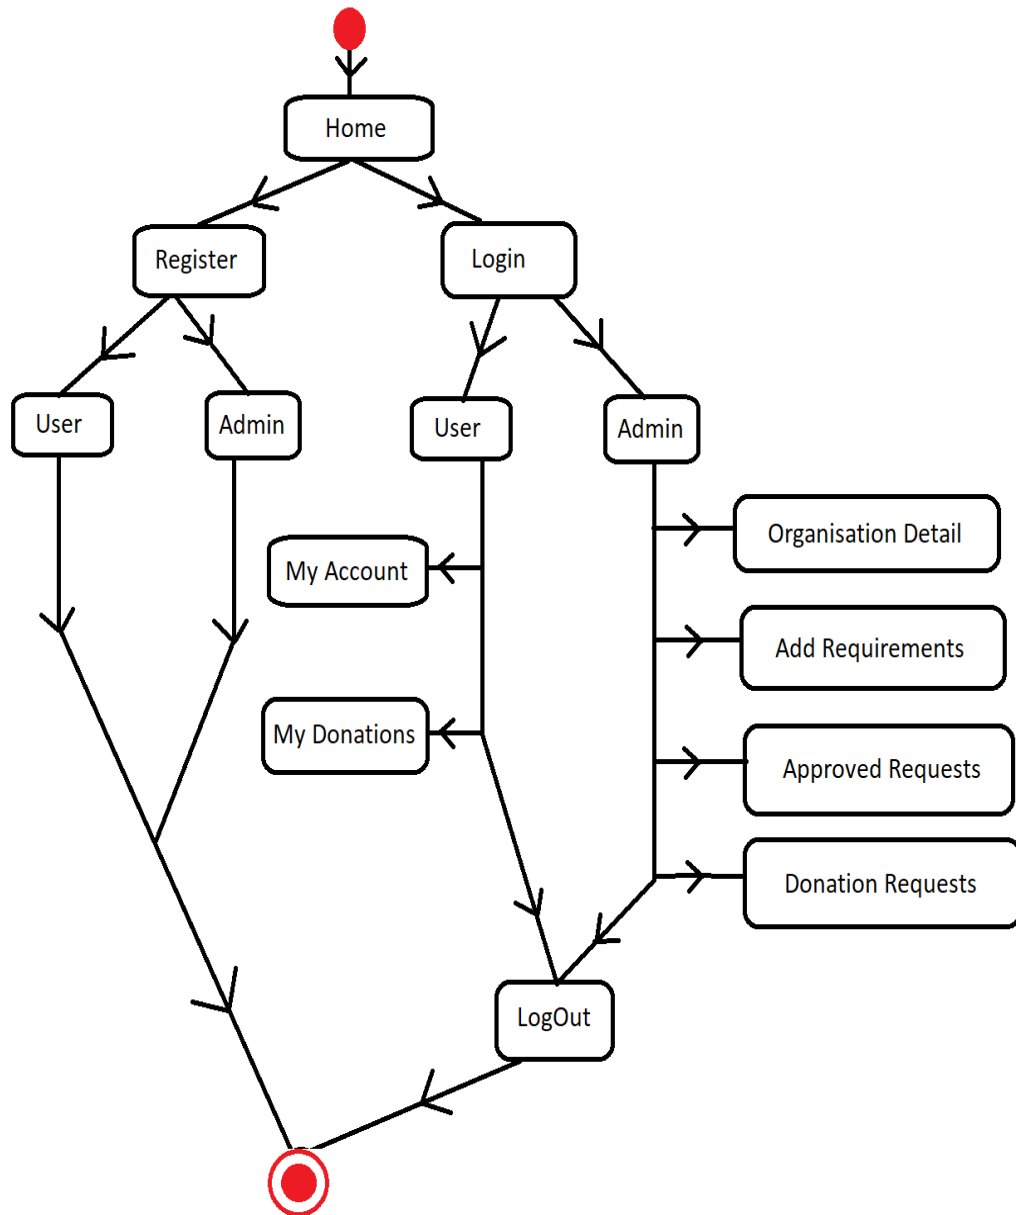 Home
Register
Login
User
Admin
User
Admin
Organisation Detail
My Account
Add Requirements
My Donations
Approved Requests
Donation Requests
LogOut